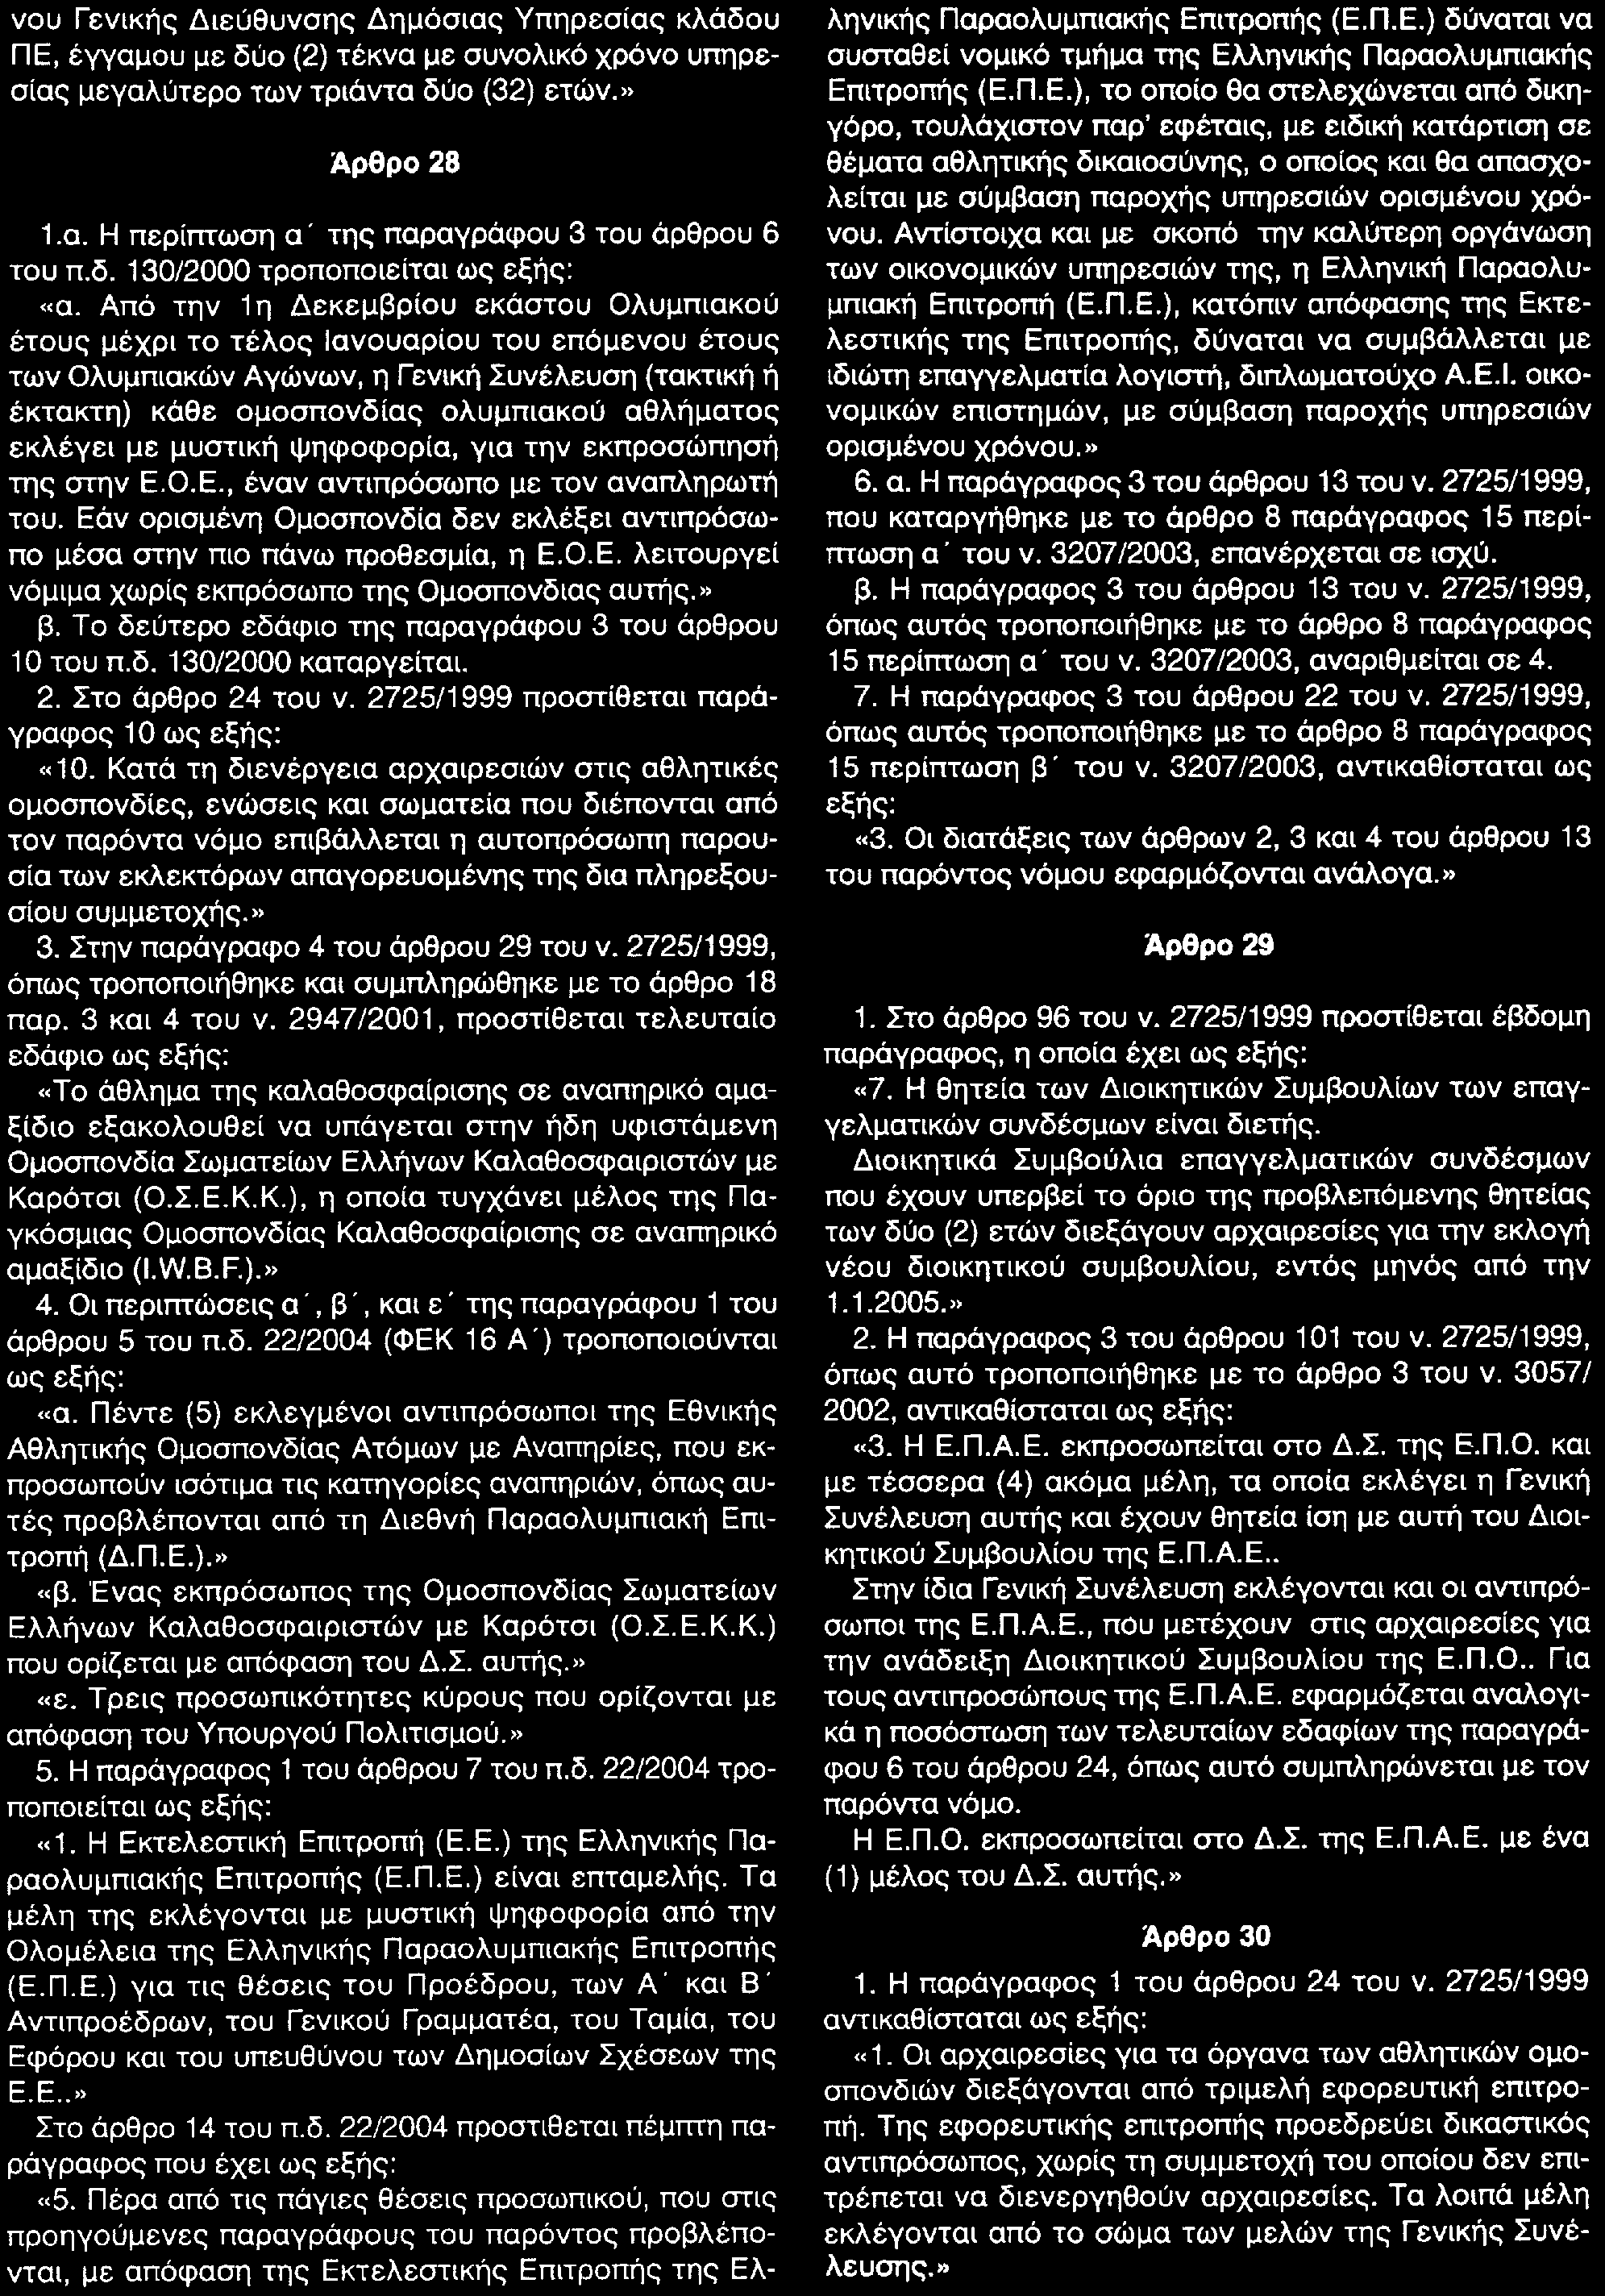 νου Γενικής Διεύθυνσης Δημόσιας Υπηρεσίας κλάδου
ΠΕ, έγγαμου με δύο (2) τέκνα με συνολικό χρόνο υπηρε-
σίας μεγαλύτερο των τριάντα δύο (32) ετών.»
Άρθρο 28
1.α. Η περίπτωση α΄ της παραγράφου 3 του άρθρου 6
του π.δ. 130/2000 τροποποιείται ως εξής:
«α. Από την 1η Δεκεμβρίου εκάστου Ολυμπιακού
έτους μέχρι το τέλος Ιανουαρίου του επόμενου έτους
των Ολυμπιακών Αγώνων, η Γενική Συνέλευση (τακτική ή
έκτακτη) κάθε ομοσπονδίας ολυμπιακού αθλήματος
εκλέγει με μυστική ψηφοφορία, για την εκπροσώπησή
της στην Ε.Ο.Ε., έναν αντιπρόσωπο με τον αναπληρωτή
του. Εάν ορισμένη Ομοσπονδία δεν εκλέξει αντιπρόσω-
πο μέσα στην πιο πάνω προθεσμία, η Ε.Ο.Ε. λειτουργεί
νόμιμα χωρίς εκπρόσωπο της Ομοσπονδιας αυτής.»
β. Το δεύτερο εδάφιο της παραγράφου 3 του άρθρου
10 του π.δ. 130/2000 καταργείται.
2. Στο άρθρο 24 του ν. 2725/1999 προστίθεται παρά-
γραφος 10 ως εξής:
«10. Κατά τη διενέργεια αρχαιρεσιών στις αθλητικές
ομοσπονδίες, ενώσεις και σωματεία που διέπονται από
τον παρόντα νόμο επιβάλλεται η αυτοπρόσωπη παρου-
σία των εκλεκτόρων απαγορευομένης της δια πληρεξου-
σίου συμμετοχής.»
3. Στην παράγραφο 4 του άρθρου 29 του ν. 2725/1999,
όπως τροποποιήθηκε και συμπληρώθηκε με το άρθρο 18
παρ. 3 και 4 του ν. 2947/2001, προστίθεται τελευταίο
εδάφιο ως εξής:
«Το άθλημα της καλαθοσφαίρισης σε αναπηρικό αμα-
ξίδιο εξακολουθεί να υπάγεται στην ήδη υφιστάμενη
Ομοσπονδία Σωματείων Ελλήνων Καλαθοσφαιριστών με
Καρότσι (Ο.Σ.Ε.Κ.Κ.), η οποία τυγχάνει μέλος της Πα-
γκόσμιας Ομοσπονδίας Καλαθοσφαίρισης σε αναπηρικό
αμαξίδιο (I.W.B.F.).»
4. Οι περιπτώσεις α΄, β΄, και ε΄ της παραγράφου 1 του
άρθρου 5 του π.δ. 22/2004 (ΦΕΚ 16 Α΄) τροποποιούνται
ως εξής:
«α. Πέντε (5) εκλεγμένοι αντιπρόσωποι της Εθνικής
Αθλητικής Ομοσπονδίας Ατόμων με Αναπηρίες, που εκ-
προσωπούν ισότιμα τις κατηγορίες αναπηριών, όπως αυ-
τές προβλέπονται από τη Διεθνή Παραολυμπιακή Επι-
τροπή (Δ.Π.Ε.).»
«β. Ένας εκπρόσωπος της Ομοσπονδίας Σωματείων
Ελλήνων Καλαθοσφαιριστών με Καρότσι (Ο.Σ.Ε.Κ.Κ.)
που ορίζεται με απόφαση του Δ.Σ. αυτής.»
«ε. Τρεις προσωπικότητες κύρους που ορίζονται με
απόφαση του Υπουργού Πολιτισμού.»
5. Η παράγραφος 1 του άρθρου 7 του π.δ. 22/2004 τρο-
ποποιείται ως εξής:
«1. Η Εκτελεστική Επιτροπή (Ε.Ε.) της Ελληνικής Πα-
ραολυμπιακής Επιτροπής (Ε.Π.Ε.) είναι επταμελής. Τα
μέλη της εκλέγονται με μυστική ψηφοφορία από την
Ολομέλεια της Ελληνικής Παραολυμπιακής Επιτροπής
(Ε.Π.Ε.) για τις θέσεις του Προέδρου, των Α΄ και Β΄
Αντιπροέδρων, του Γενικού Γραμματέα, του Ταμία, του
Εφόρου και του υπευθύνου των Δημοσίων Σχέσεων της
Ε.Ε..»
Στο άρθρο 14 του π.δ. 22/2004 προστιθεται πέμπτη πα-
ράγραφος που έχει ως εξής:
«5. Πέρα από τις πάγιες θέσεις προσωπικού, που στις
προηγούμενες παραγράφους του παρόντος προβλέπο-
νται, με απόφαση της Εκτελεστικής Επιτροπής της Ελ-
ληνικής Παραολυμπιακής Επιτροπής (Ε.Π.Ε.) δύναται να
συσταθεί νομικό τμήμα της Ελληνικής Παραολυμπιακής
Επιτροπής (Ε.Π.Ε.), το οποίο θα στελεχώνεται από δικη-
γόρο, τουλάχιστον παρ' εφέταις, με ειδική κατάρτιση σε
θέματα αθλητικής δικαιοσύνης, ο οποίος και θα απασχο-
λείται με σύμβαση παροχής υπηρεσιών ορισμένου χρό-
νου. Αντίστοιχα και με σκοπό την καλύτερη οργάνωση
των οικονομικών υπηρεσιών της, η Ελληνική Παραολυ-
μπιακή Επιτροπή (Ε.Π.Ε.), κατόπιν απόφασης της Εκτε-
λεστικής της Επιτροπής, δύναται να συμβάλλεται με
ιδιώτη επαγγελματία λογιστή, διπλωματούχο Α.Ε.Ι. οικο-
νομικών επιστημών, με σύμβαση παροχής υπηρεσιών
ορισμένου χρόνου.»
6. α. Η παράγραφος 3 του άρθρου 13 του ν. 2725/1999,
που καταργήθηκε με το άρθρο 8 παράγραφος 15 περί-
πτωση α΄ του ν. 3207/2003, επανέρχεται σε ισχύ.
β. Η παράγραφος 3 του άρθρου 13 του ν. 2725/1999,
όπως αυτός τροποποιήθηκε με το άρθρο 8 παράγραφος
15 περίπτωση α΄ του ν. 3207/2003, αναριθμείται σε 4.
7. Η παράγραφος 3 του άρθρου 22 του ν. 2725/1999,
όπως αυτός τροποποιήθηκε με το άρθρο 8 παράγραφος
15 περίπτωση β΄ του ν. 3207/2003, αντικαθίσταται ως
εξής:
«3. Οι διατάξεις των άρθρων 2, 3 και 4 του άρθρου 13
του παρόντος νόμου εφαρμόζονται ανάλογα.»
Άρθρο 29
1. Στο άρθρο 96 του ν. 2725/1999 προστίθεται έβδομη
παράγραφος, η οποία έχει ως εξής:
«7. Η θητεία των Διοικητικών Συμβουλίων των επαγ-
γελματικών συνδέσμων είναι διετής.
Διοικητικά Συμβούλια επαγγελματικών συνδέσμων
που έχουν υπερβεί το όριο της προβλεπόμενης θητείας
των δύο (2) ετών διεξάγουν αρχαιρεσίες για την εκλογή
νέου διοικητικού συμβουλίου, εντός μηνός από την
1.1.2005.»
2. Η παράγραφος 3 του άρθρου 101 του ν. 2725/1999,
όπως αυτό τροποποιήθηκε με το άρθρο 3 του ν. 3057/
2002, αντικαθίσταται ως εξής:
«3. Η Ε.Π.Α.Ε. εκπροσωπείται στο Δ.Σ. της Ε.Π.Ο. και
με τέσσερα (4) ακόμα μέλη, τα οποία εκλέγει η Γενική
Συνέλευση αυτής και έχουν θητεία ίση με αυτή του Διοι-
κητικού Συμβουλίου της Ε.Π.Α.Ε..
Στην ίδια Γενική Συνέλευση εκλέγονται και οι αντιπρό-
σωποι της Ε.Π.Α.Ε., που μετέχουν στις αρχαιρεσίες για
την ανάδειξη Διοικητικού Συμβουλίου της Ε.Π.Ο.. Για
τους αντιπροσώπους της Ε.Π.Α.Ε. εφαρμόζεται αναλογι-
κά η ποσόστωση των τελευταίων εδαφίων της παραγρά-
φου 6 του άρθρου 24, όπως αυτό συμπληρώνεται με τον
παρόντα νόμο.
Η Ε.Π.Ο. εκπροσωπείται στο Δ.Σ. της Ε.Π.Α.Ε. με ένα
(1) μέλος του Δ.Σ. αυτής.»
Άρθρο 30
1. Η παράγραφος 1 του άρθρου 24 του ν. 2725/1999
αντικαθίσταται ως εξής:
«1. Οι αρχαιρεσίες για τα όργανα των αθλητικών ομο-
σπονδιών διεξάγονται από τριμελή εφορευτική επιτρο-
πή. Της εφορευτικής επιτροπής προεδρεύει δικαστικός
αντιπρόσωπος, χωρίς τη συμμετοχή του οποίου δεν επι-
τρέπεται να διενεργηθούν αρχαιρεσίες. Τα λοιπά μέλη
εκλέγονται από το σώμα των μελών της Γενικής Συνέ-
λευσης.»